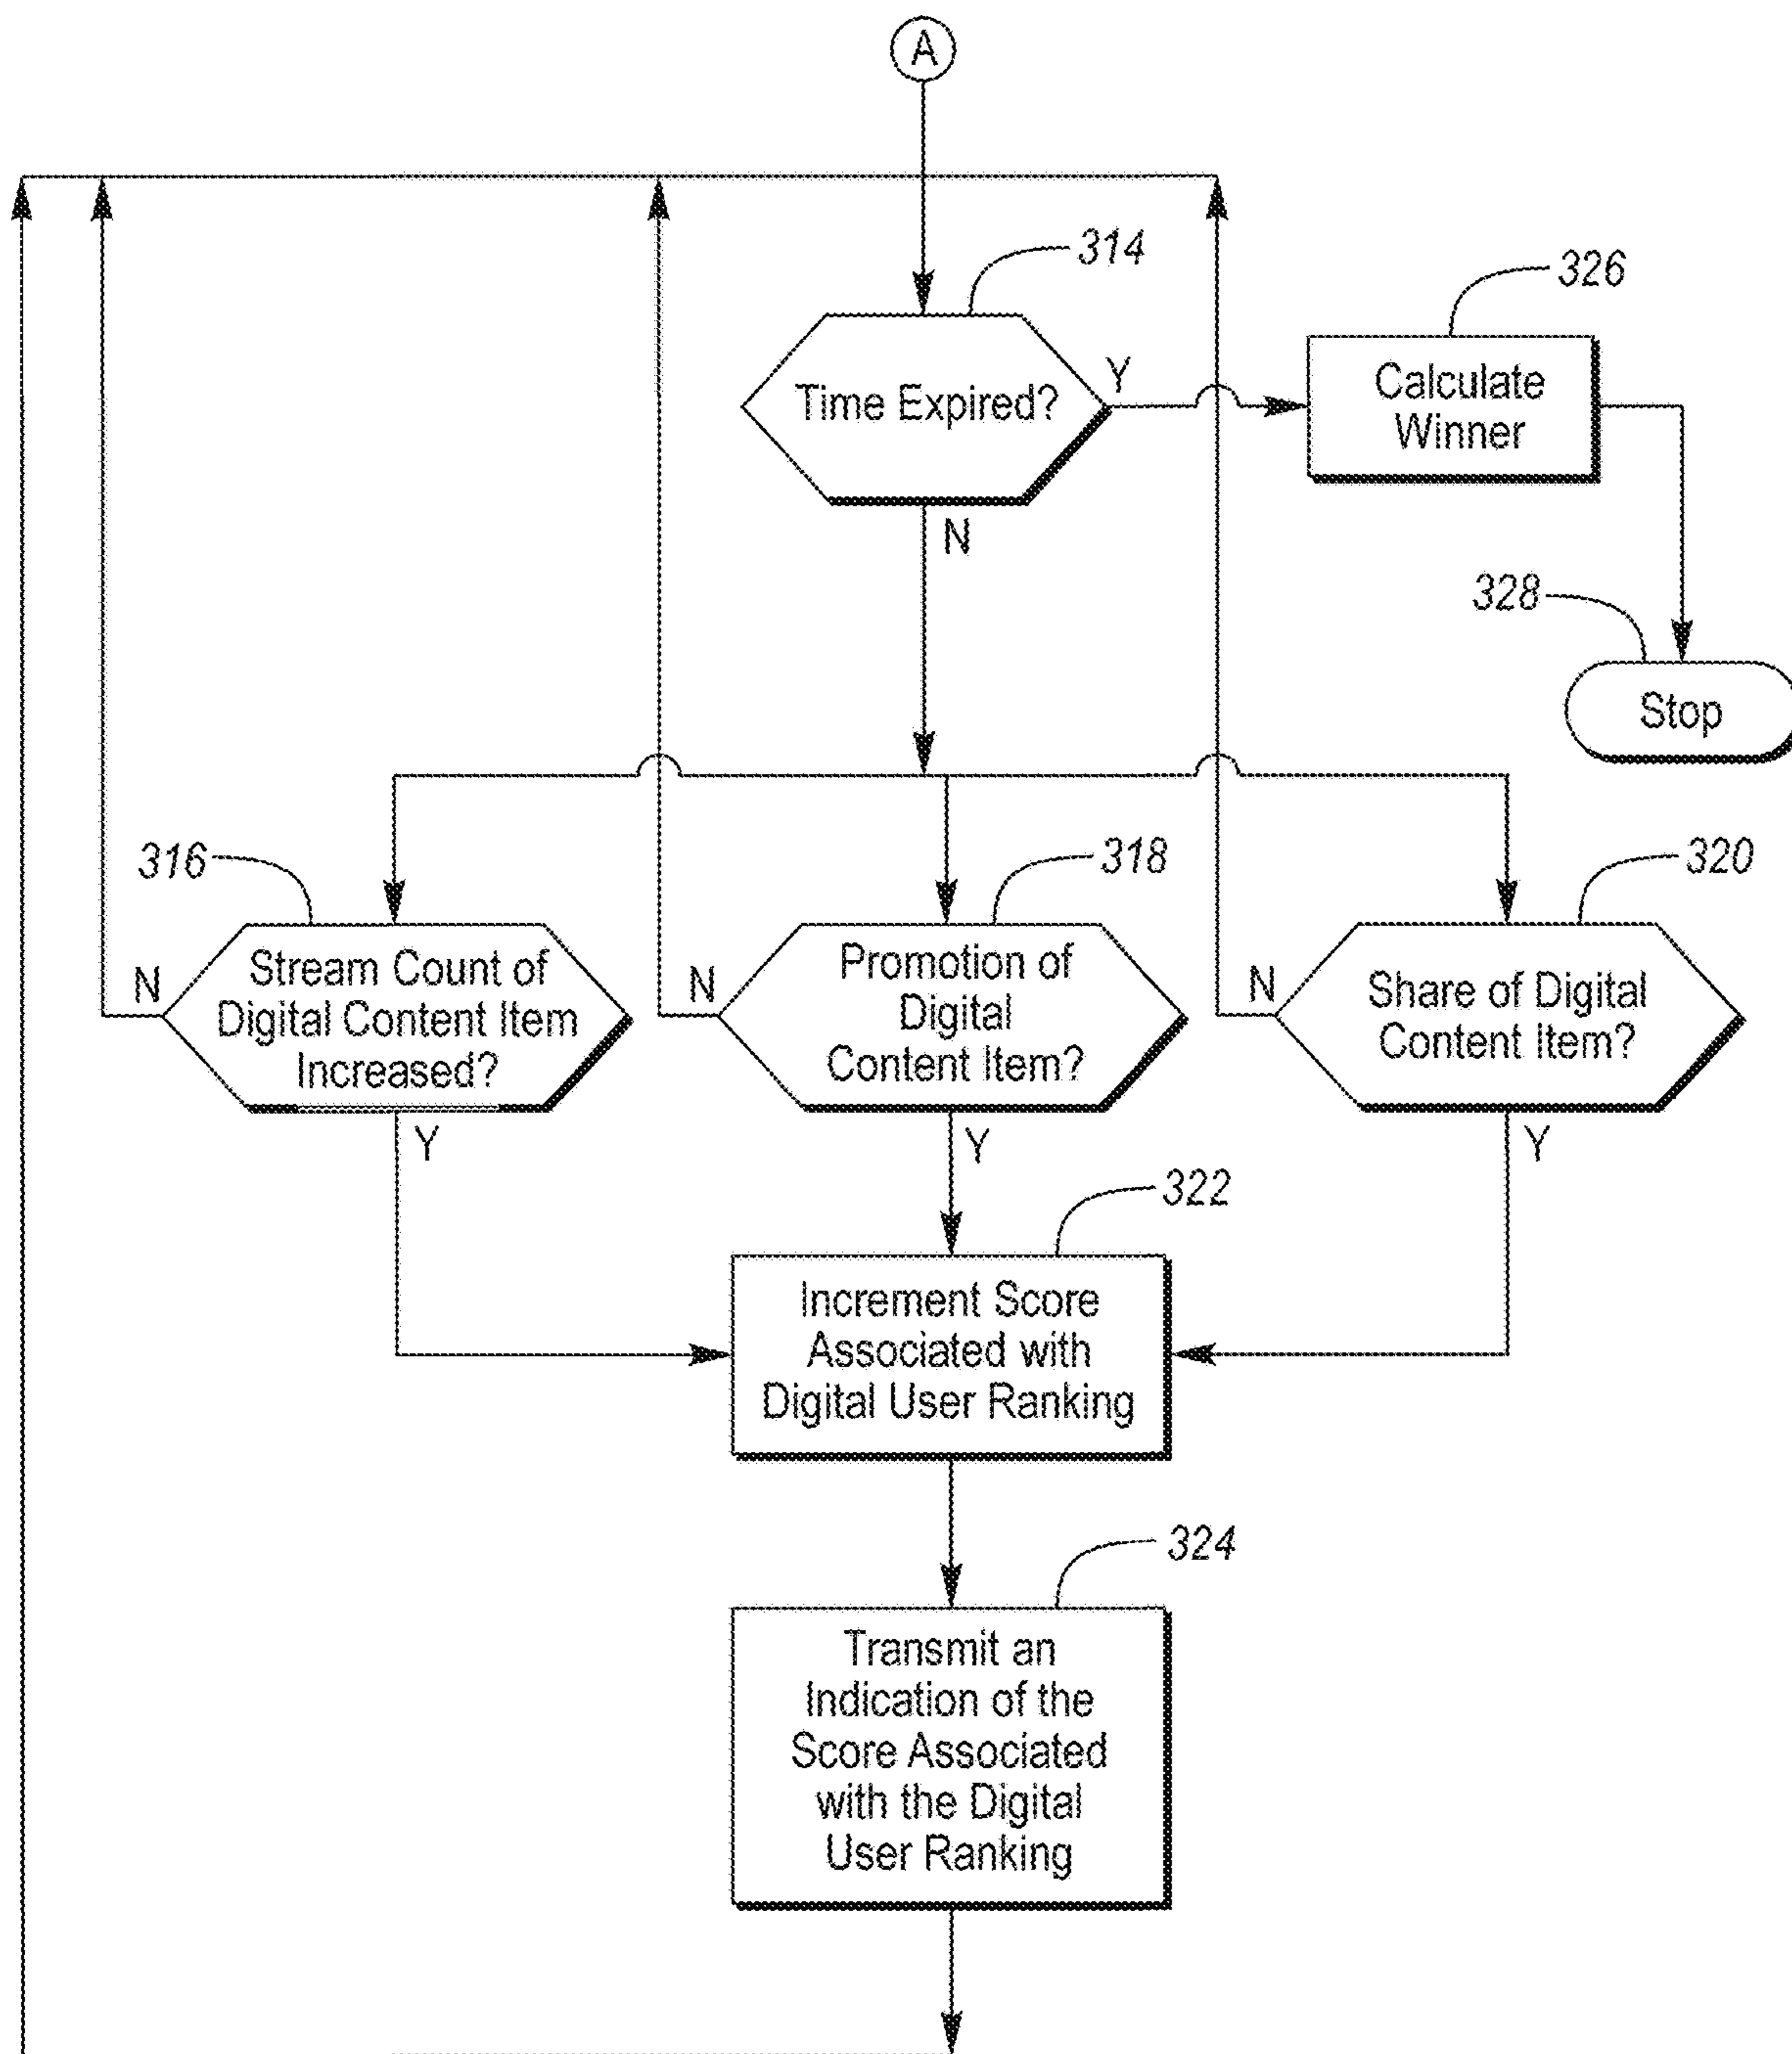 A
314
326
Time Expired?
Y
Calculate
Winner
N
328
Stop
316
318
320
N
Stream Count of
Digital Content Item
Increased?
N
Promotion of
Digital
Content Item?
N
Share of Digital
Content Item?
Y
Y
Y
322
Increment Score
Associated with
Digital User Ranking
324
Transmit an
Indication of the
Score Associated
with the Digital
User Ranking